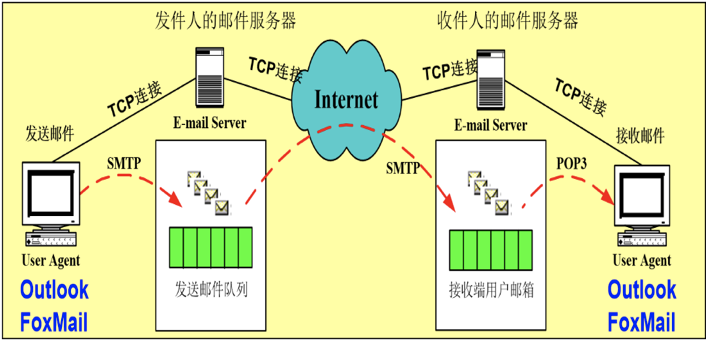 发件人的邮件服务器
收件人的邮件服务器
TCP连接
TCP连接
TCP连接
TCP连接
Internet
E-mail Server
E-mail Server
发送邮件
接收邮件
SMTP
SMTP
POP3
User Agent
User Agent
发送邮件队列
接收端用户邮箱
Outlook
FoxMail
Outlook
FoxMail